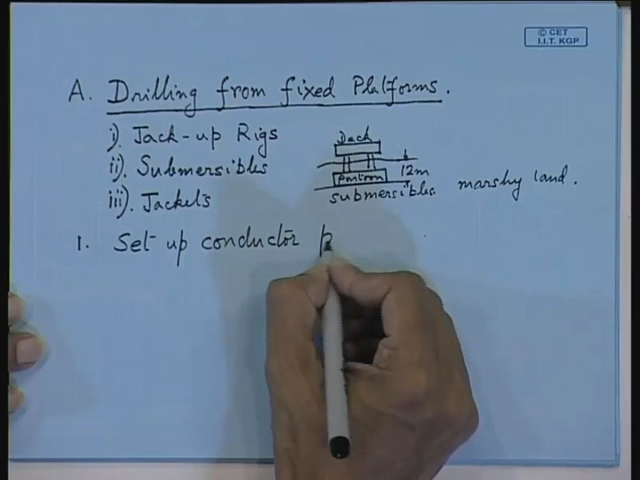 © CET
I.I.T. KGP
A. Drilling from fixed Platforms.
i). Jack-up Rigs
ii). Submersibles
iii). Jackets
Deck
12m
Pontoon
submersibles
marshy land.
1. Set up conductor p